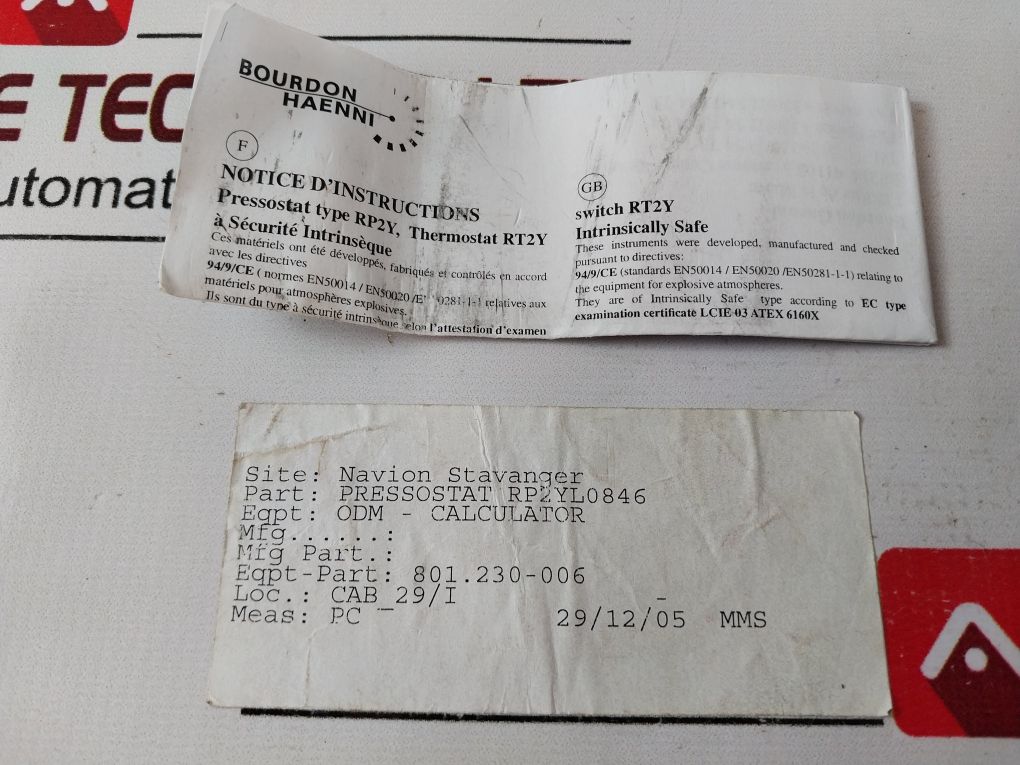 E TEC
utomat
BOURDON
HAENNI
F
NOTICE D'INSTRUCTIONS
Pressostat type RP2Y, Thermostat RT2Y
à Sécurité Intrinsèque
Ces matériels ont été développés, fabriqués et contrôlés en accord
avec les directives
94/9/CE ( normes EN50014 / EN50020 /E 0281-1-1 relatives aux
matériels pour atmosphères explosives.
Ils sont du type à sécurité intrinsèque selon l'attestation d'examen
GB
switch RT2Y
Intrinsically Safe
These instruments were developed, manufactured and checked
pursuant to directives:
94/9/CE (standards EN50014 / EN50020 /EN50281-1-1) relating to
the equipment for explosive atmospheres.
They are of Intrinsically Safe type according to EC type
examination certificate LCIE 03 ATEX 6160X
Site: Navion Stavanger
Part: PRESSOSTAT RP2YL0846
Eqpt: ODM - CALCULATOR
Mfg......:
Mfg Part.:
Eqpt-Part: 801.230-006
Loc.: CAB_29/I
Meas: PC 29/12/05 MMS